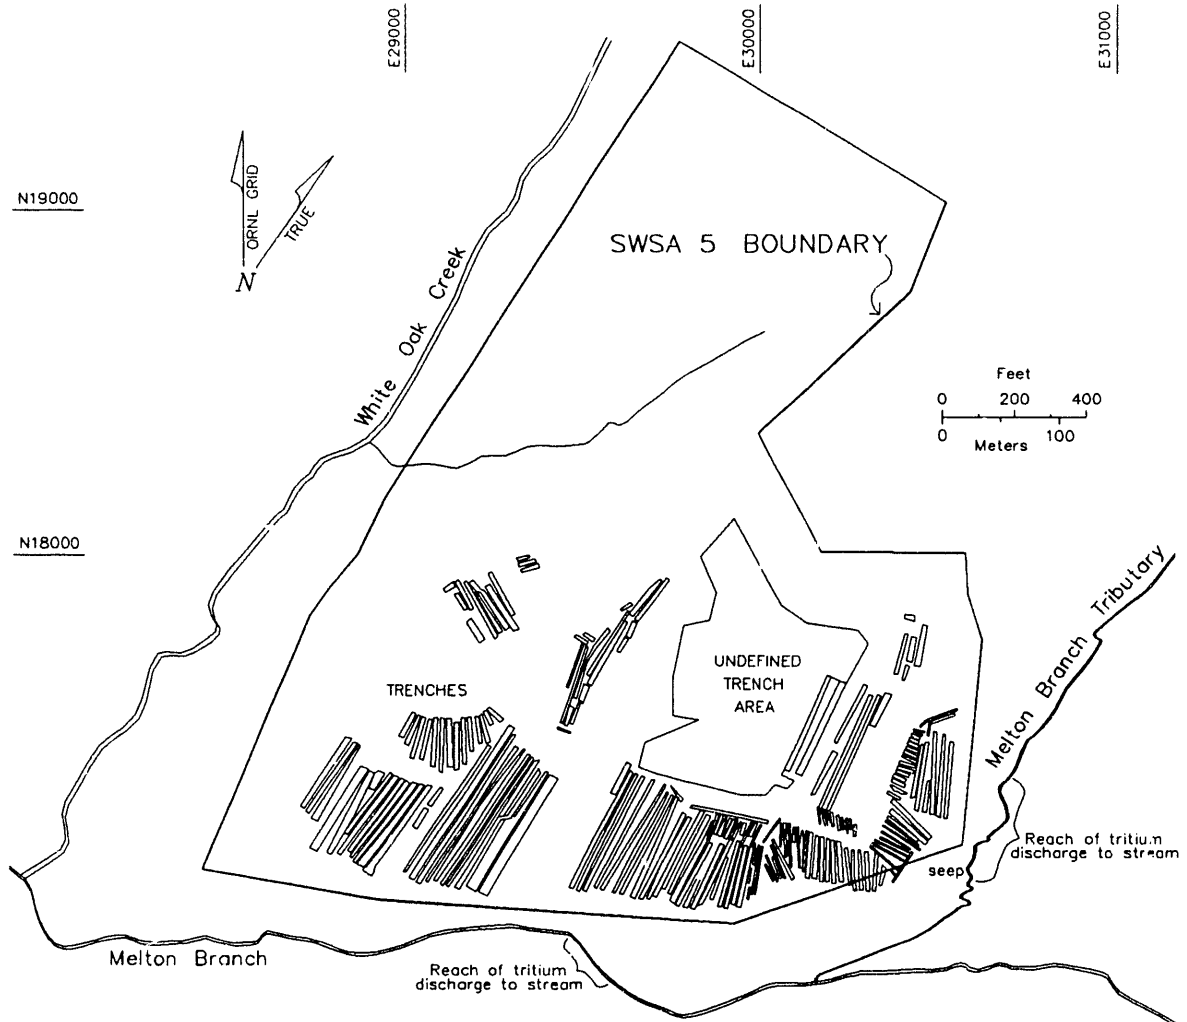 E29000
E30000
E31000
N19000
ORNL GRID
TRUE
N
SWSA 5 BOUNDARY
White Oak Creek
Feet
0 200 400
0 100
Meters
N18000
Melton Branch Tributary
UNDEFINED
TRENCH
AREA
TRENCHES
Reach of tritium
discharge to stream
seep
Melton Branch
Reach of tritium
discharge to stream